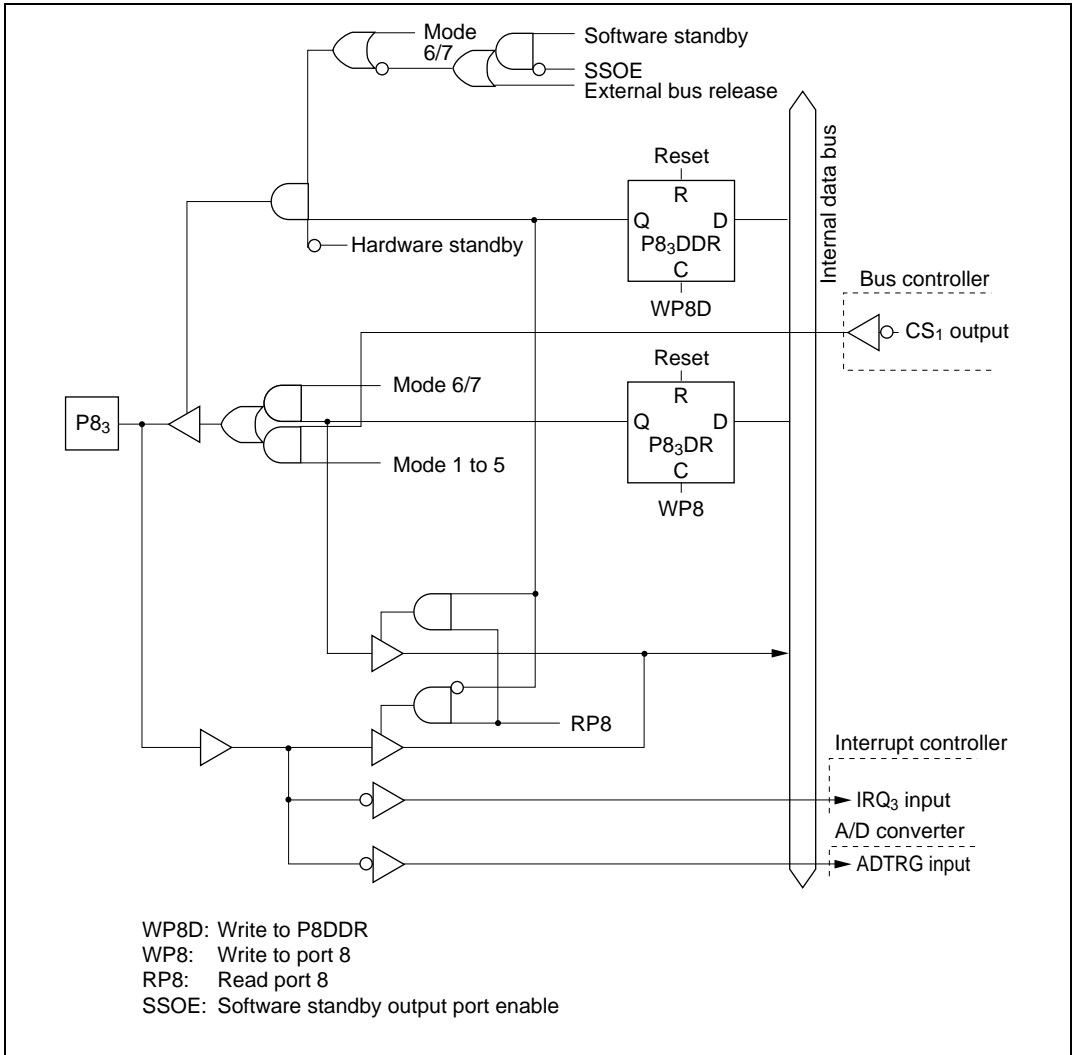 Mode
6/7
Software standby
SSOE
External bus release
Internal data bus
Reset
R
Q D
P8₃DDR
C
WP8D
Hardware standby
Bus controller
CS₁ output
Reset
R
Q D
P8₃DR
C
WP8
Mode 6/7
P8₃
Mode 1 to 5
RP8
Interrupt controller
IRQ₃ input
A/D converter
ADTRG input
WP8D: Write to P8DDR
WP8: Write to port 8
RP8: Read port 8
SSOE: Software standby output port enable